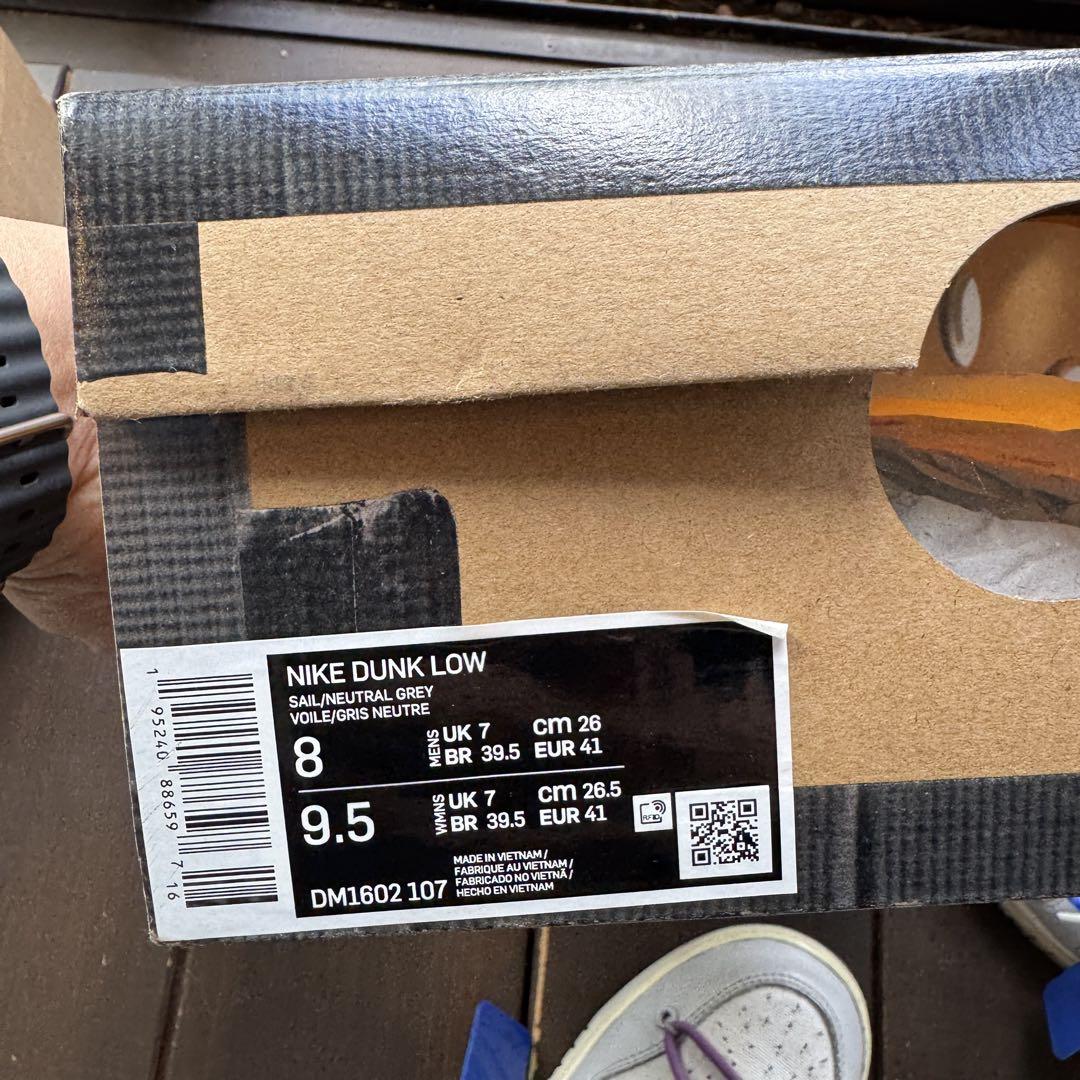 NIKE DUNK LOW
SAIL/NEUTRAL GREY
VOILE/GRIS NEUTRE
8 MENS UK 7 CM 26
BR 39.5 EUR 41
9.5 WMNS UK 7 CM 26.5
BR 39.5 EUR 41
RFID
MADE IN VIETNAM /
FABRIQUE AU VIETNAM /
FABRICADO NO VIETNÃ /
HECHO EN VIETNAM
DM1602 107
1 95240 88659 7 16